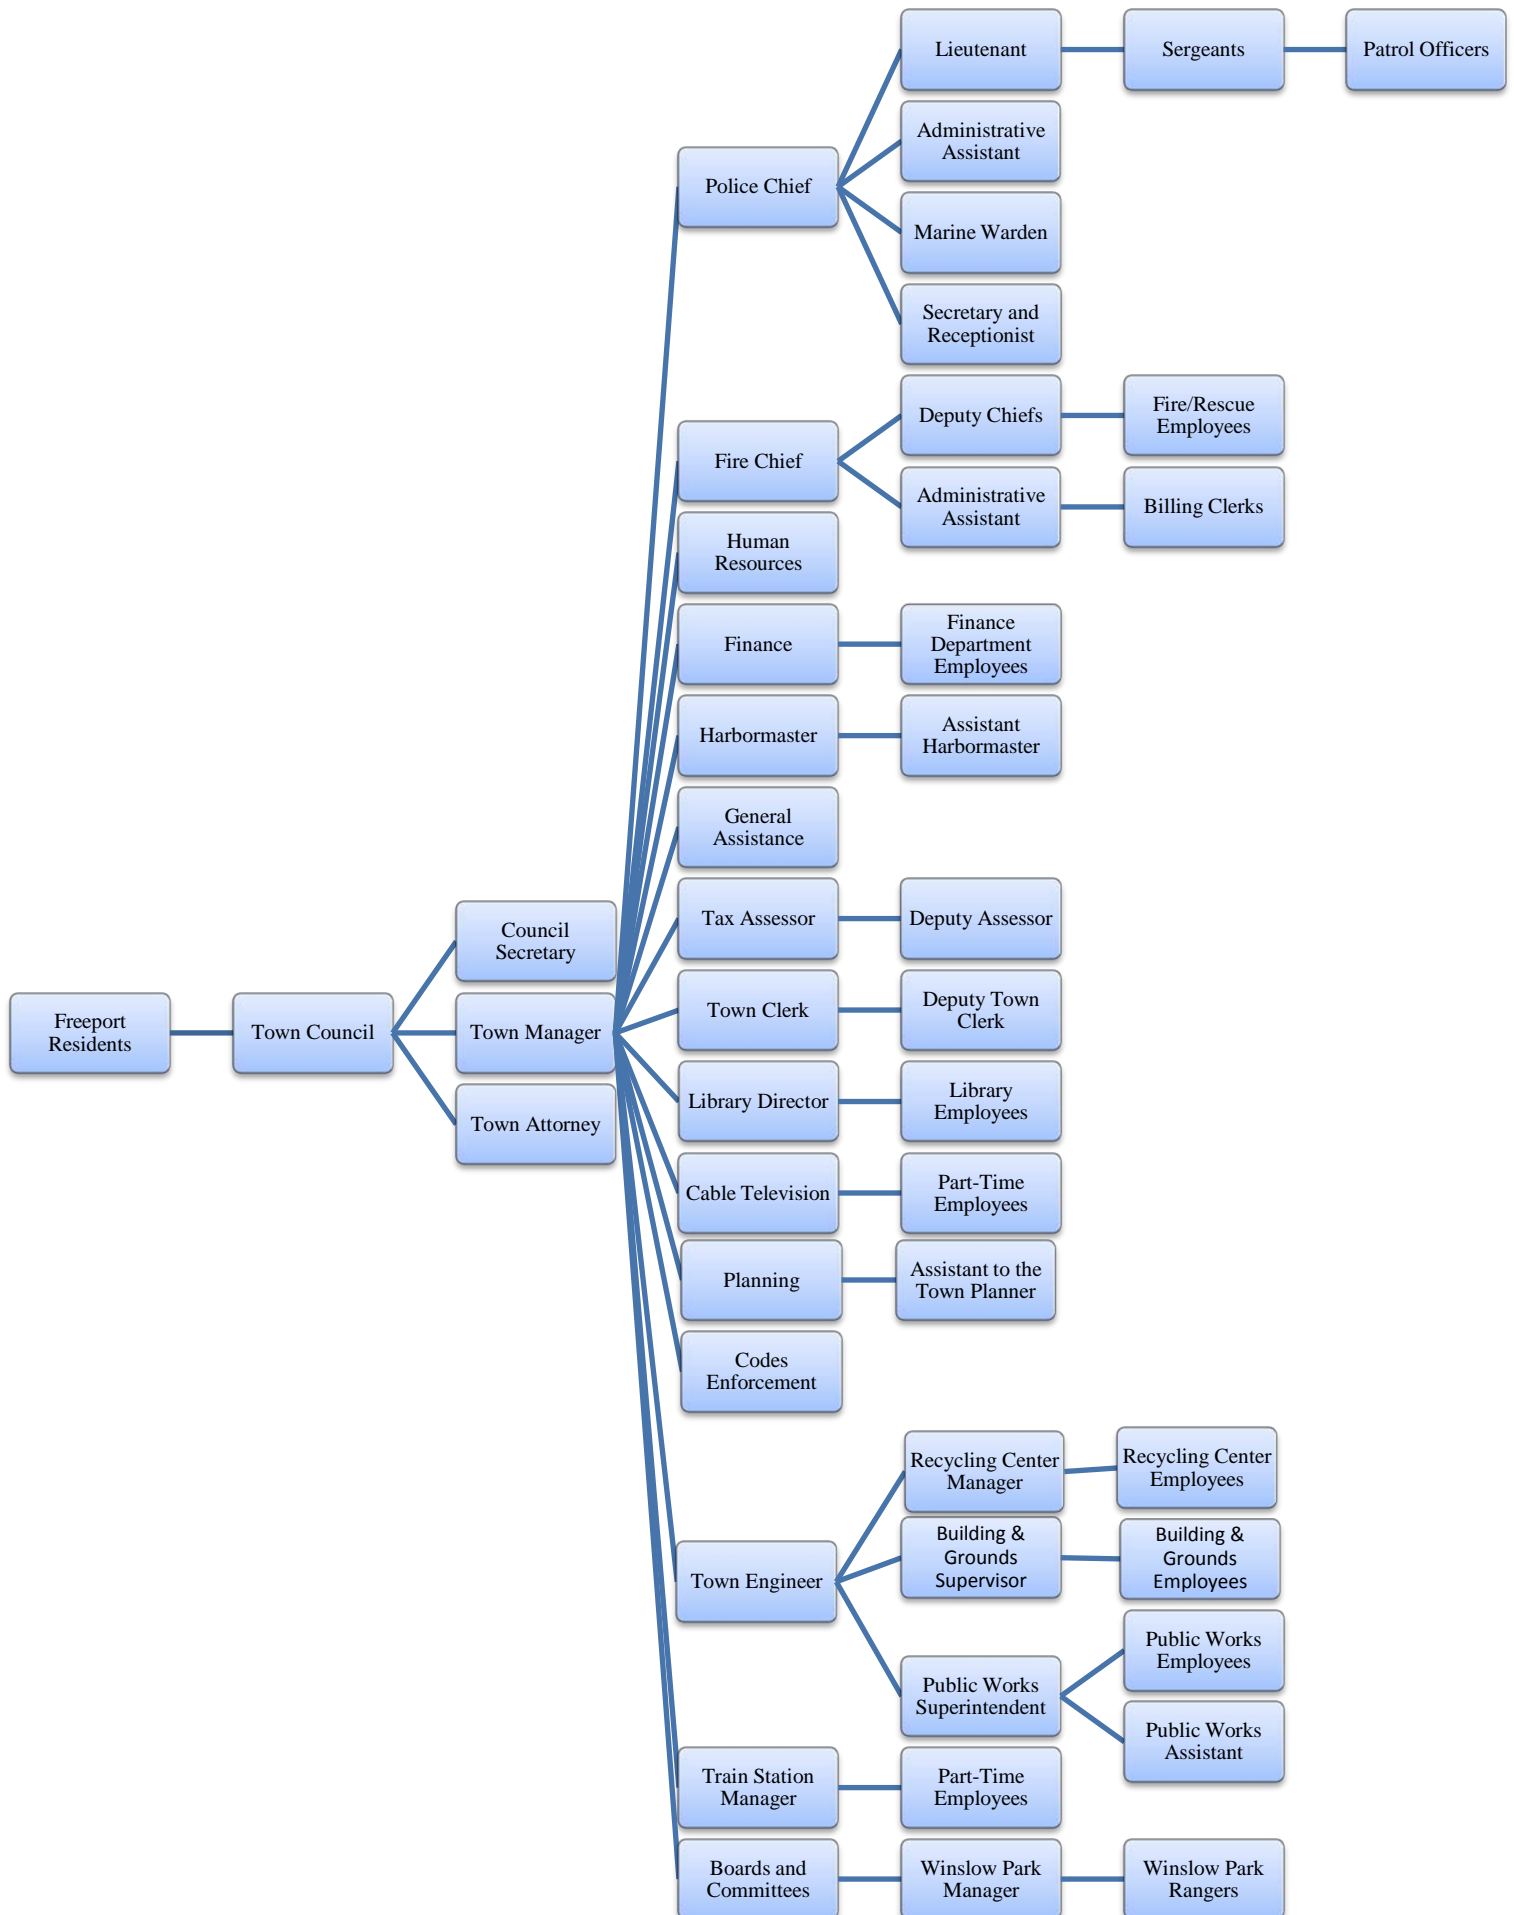 Lieutenant
Sergeants
Patrol Officers
Administrative
Assistant
Police Chief
Marine Warden
Secretary and
Receptionist
Deputy Chiefs
Fire/Rescue
Employees
Fire Chief
Administrative
Assistant
Billing Clerks
Human
Resources
Finance
Finance
Department
Employees
Harbormaster
Assistant
Harbormaster
General
Assistance
Tax Assessor
Deputy Assessor
Council
Secretary
Freeport
Residents
Town Council
Town Manager
Town Clerk
Deputy Town
Clerk
Town Attorney
Library Director
Library
Employees
Cable Television
Part-Time
Employees
Planning
Assistant to the
Town Planner
Codes
Enforcement
Recycling Center
Manager
Recycling Center
Employees
Town Engineer
Building &
Grounds
Supervisor
Building &
Grounds
Employees
Public Works
Superintendent
Public Works
Employees
Public Works
Assistant
Train Station
Manager
Part-Time
Employees
Boards and
Committees
Winslow Park
Manager
Winslow Park
Rangers